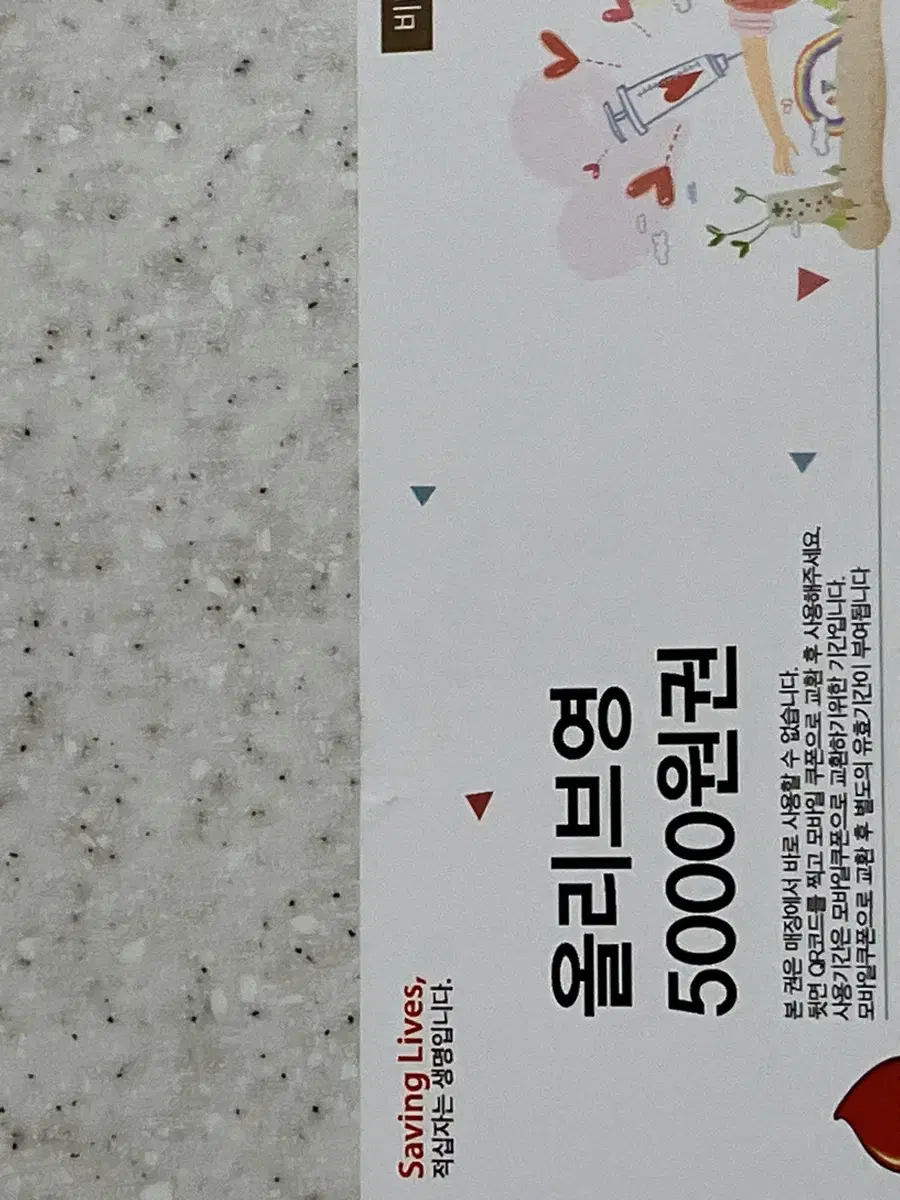 Saving Lives,
적십자는 생명입니다.
올리브영
5000원권
본 권은 매장에서 바로 사용할 수 없습니다.
뒷면 QR코드를 찍고 모바일 쿠폰으로 교환 후 사용해주세요.
사용기간은 모바일쿠폰으로 교환하기위한 기간입니다.
모바일쿠폰으로 교환 후 별도의 유효기간이 부여됩니다
비